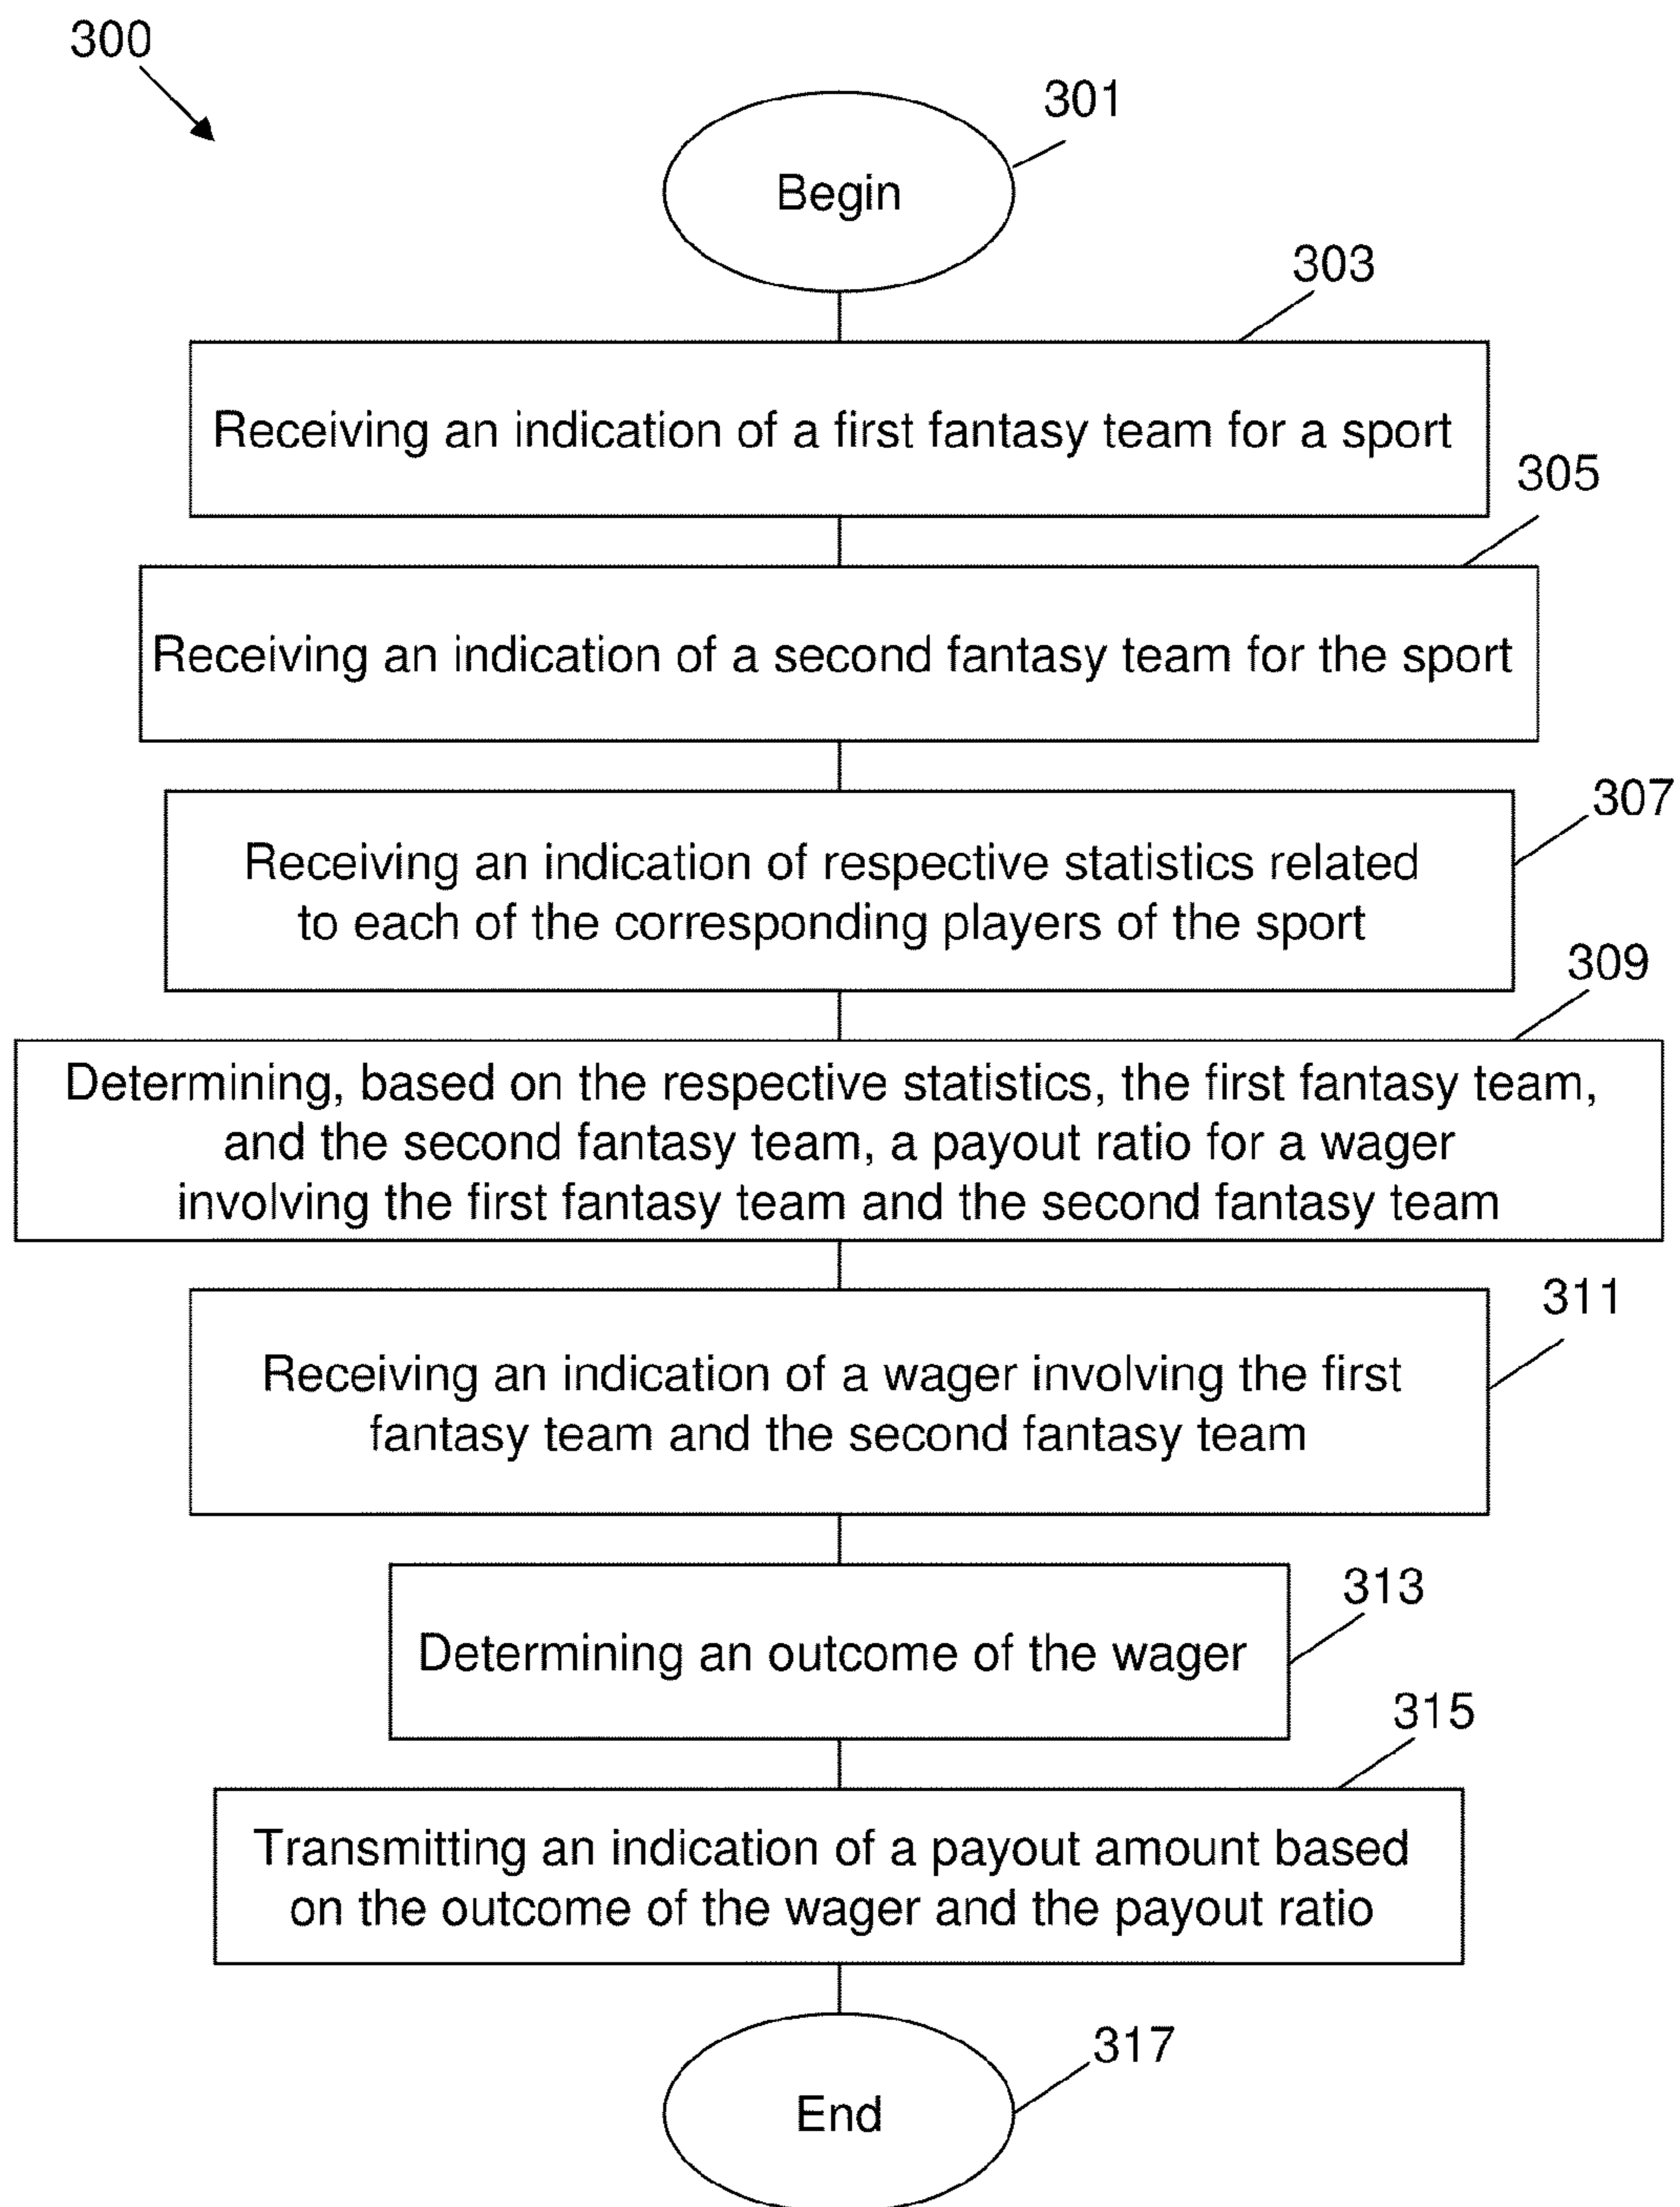 300
301
Begin
303
Receiving an indication of a first fantasy team for a sport
305
Receiving an indication of a second fantasy team for the sport
307
Receiving an indication of respective statistics related
to each of the corresponding players of the sport
309
Determining, based on the respective statistics, the first fantasy team,
and the second fantasy team, a payout ratio for a wager
involving the first fantasy team and the second fantasy team
311
Receiving an indication of a wager involving the first
fantasy team and the second fantasy team
313
Determining an outcome of the wager
315
Transmitting an indication of a payout amount based
on the outcome of the wager and the payout ratio
317
End